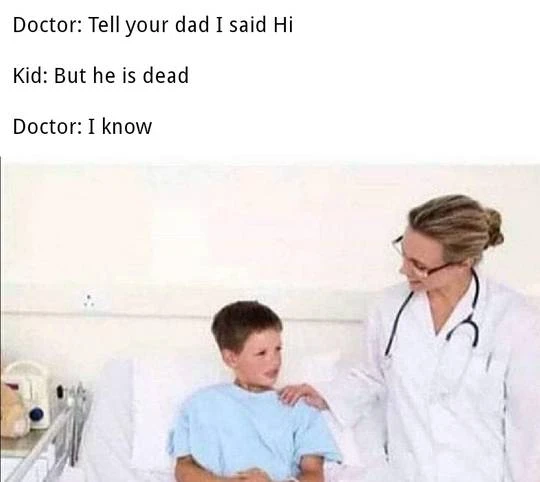 Doctor: Tell your dad I said Hi
Kid: But he is dead
Doctor: I know